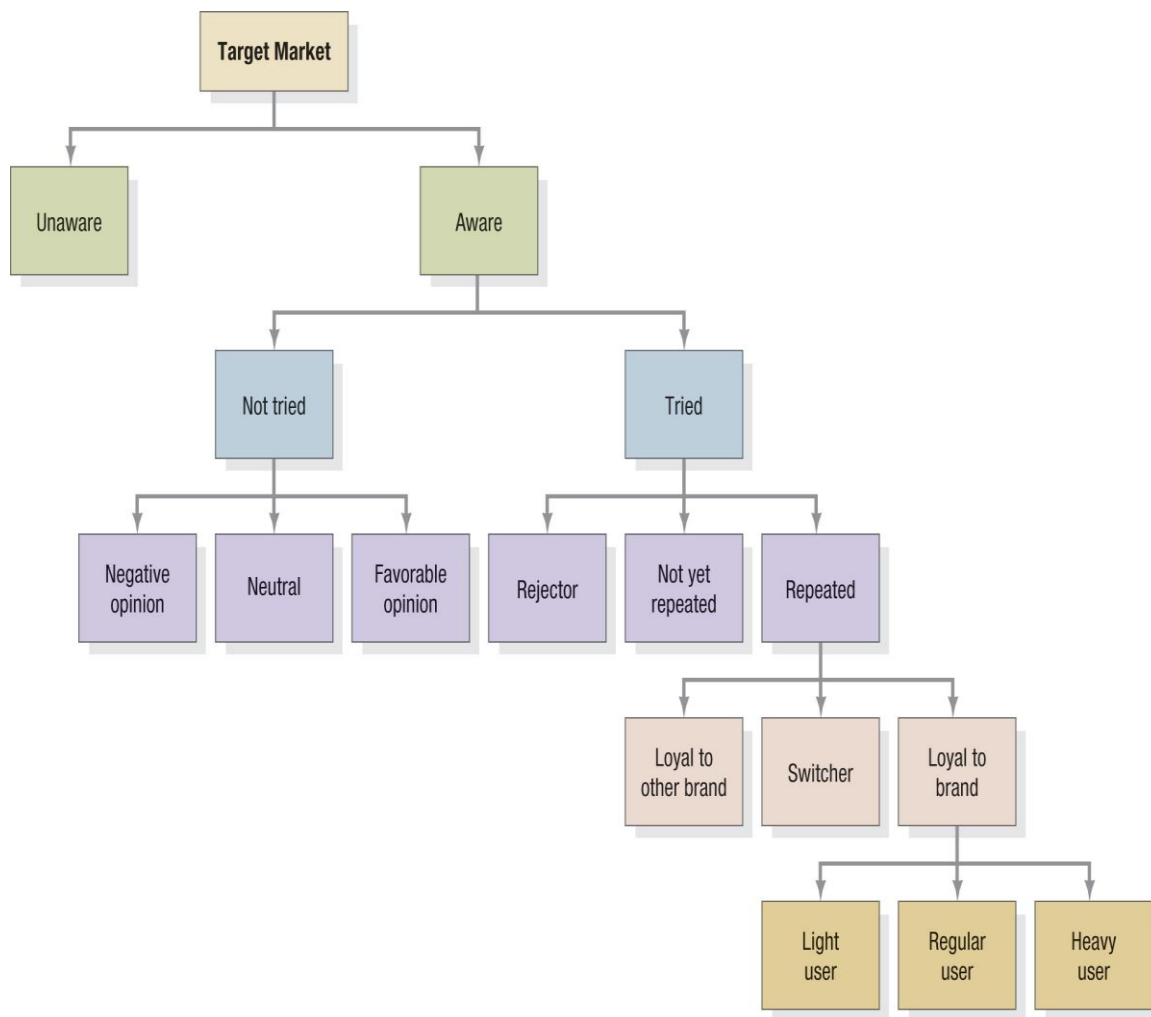 Target Market
Unaware
Aware
Not tried
Tried
Negative
opinion
Neutral
Favorable
opinion
Rejector
Not yet
repeated
Repeated
Loyal to
other brand
Switcher
Loyal to
brand
Light
user
Regular
user
Heavy
user